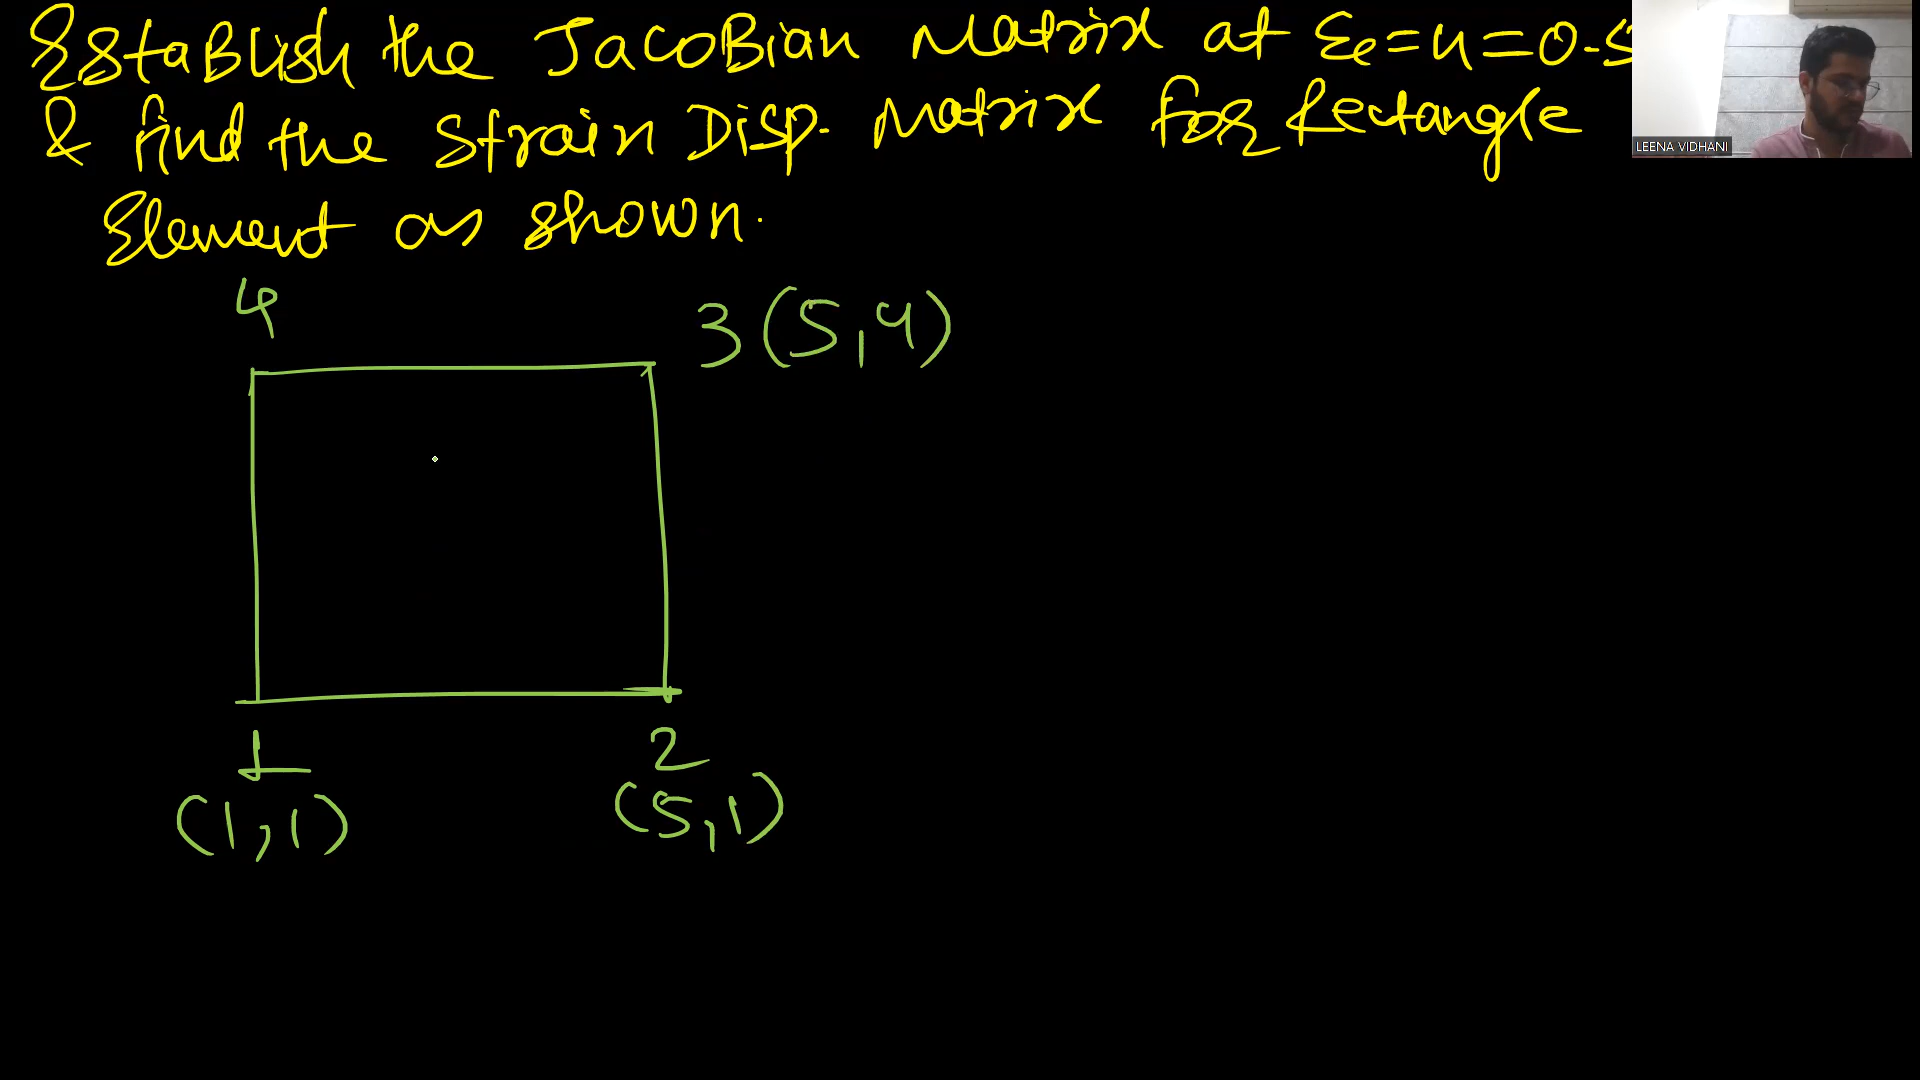 Establish the Jacobian Matrix at ξ=η=0.5
& find the Strain Disp. Matrix for Rectangle
Element as shown.
4
3(5,4)
1
2
(1,1)
(5,1)
LEENA VIDHANI